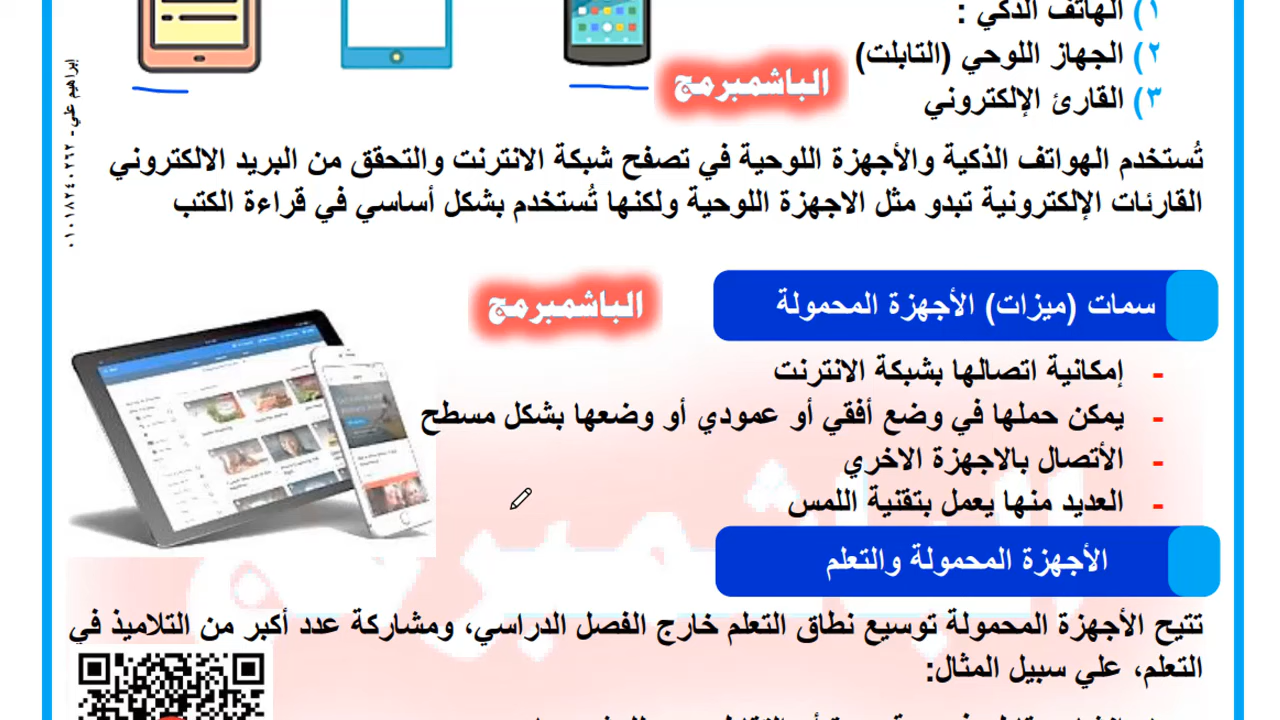 ١) الهاتف الذكي :
٢) الجهاز اللوحي (التابلت)
٣) القارئ الإلكتروني
الباشمبرمج
إبراهيم علي - ٠١٠١٨٢٤٠٢٦٢
تُستخدم الهواتف الذكية والأجهزة اللوحية في تصفح شبكة الانترنت والتحقق من البريد الالكتروني
القارئات الإلكترونية تبدو مثل الاجهزة اللوحية ولكنها تُستخدم بشكل أساسي في قراءة الكتب
سمات (ميزات) الأجهزة المحمولة
الباشمبرمج
- إمكانية اتصالها بشبكة الانترنت
- يمكن حملها في وضع أفقي أو عمودي أو وضعها بشكل مسطح
- الأتصال بالاجهزة الاخري
- العديد منها يعمل بتقنية اللمس
الباشمبرمج
الأجهزة المحمولة والتعلم
تتيح الأجهزة المحمولة توسيع نطاق التعلم خارج الفصل الدراسي، ومشاركة عدد أكبر من التلاميذ في
التعلم، علي سبيل المثال: